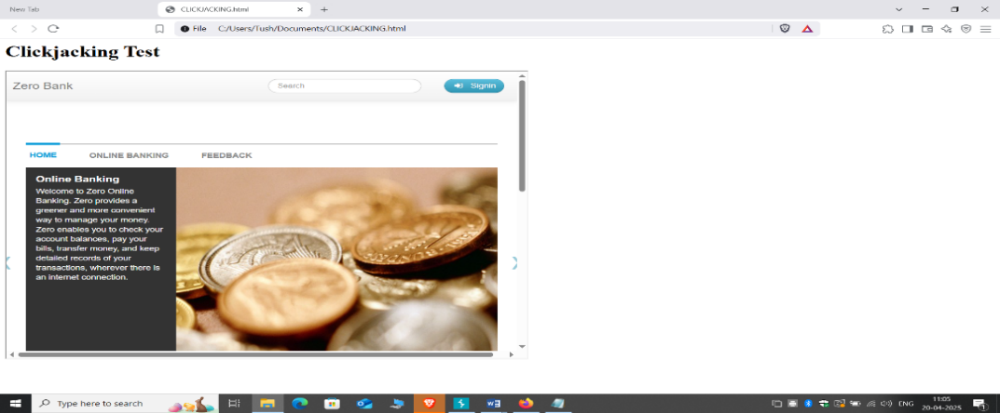 New Tab
CLICKJACKING.html
File C:/Users/Tush/Documents/CLICKJACKING.html
Clickjacking Test
Zero Bank
Search
Signin
HOME
ONLINE BANKING
FEEDBACK
Online Banking
Welcome to Zero Online
Banking. Zero provides a
greener and more convenient
way to manage your money.
Zero enables you to check your
account balances, pay your
bills, transfer money, and keep
detailed records of your
transactions, wherever there is
an internet connection.
Type here to search
ENG
11:05
20-04-2025